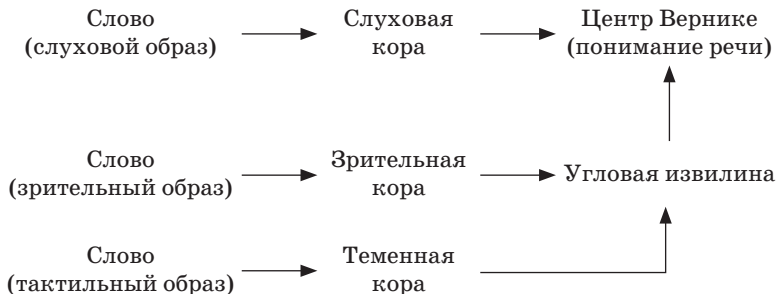 Слово
(слуховой образ)
Слуховая
кора
Центр Вернике
(понимание речи)
Слово
(зрительный образ)
Зрительная
кора
Угловая извилина
Слово
(тактильный образ)
Теменная
кора